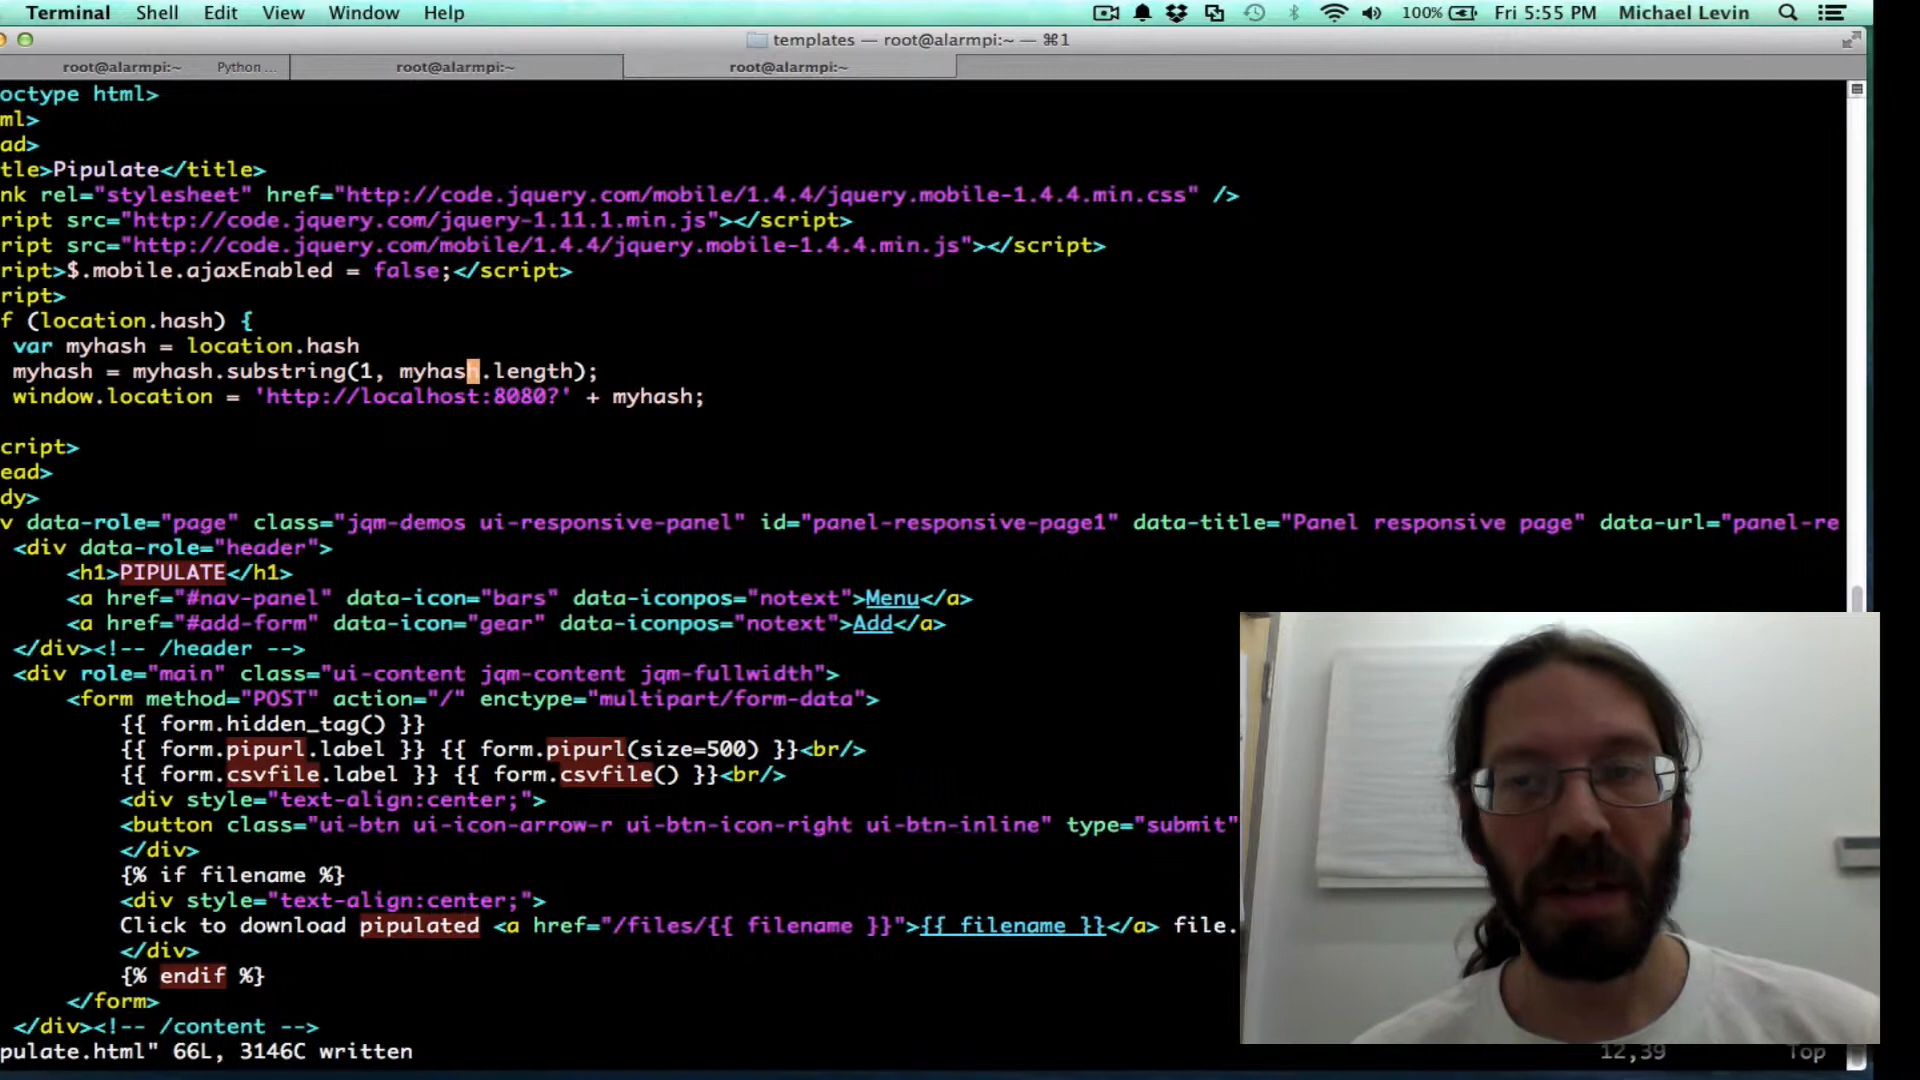 Terminal Shell Edit View Window Help 100% Fri 5:55 PM Michael Levin
templates — root@alarmpi:~ — ⌘1
root@alarmpi:~ Python ... root@alarmpi:~ root@alarmpi:~
octype html>
ml>
ad>
tle>Pipulate</title>
nk rel="stylesheet" href="http://code.jquery.com/mobile/1.4.4/jquery.mobile-1.4.4.min.css" />
ript src="http://code.jquery.com/jquery-1.11.1.min.js"></script>
ript src="http://code.jquery.com/mobile/1.4.4/jquery.mobile-1.4.4.min.js"></script>
ript>$.mobile.ajaxEnabled = false;</script>
ript>
f (location.hash) {
var myhash = location.hash
myhash = myhash.substring(1, myhash.length);
window.location = 'http://localhost:8080?' + myhash;
cript>
ead>
dy>
v data-role="page" class="jqm-demos ui-responsive-panel" id="panel-responsive-page1" data-title="Panel responsive page" data-url="panel-re
<div data-role="header">
<h1>PIPULATE</h1>
<a href="#nav-panel" data-icon="bars" data-iconpos="notext">Menu</a>
<a href="#add-form" data-icon="gear" data-iconpos="notext">Add</a>
</div><!-- /header -->
<div role="main" class="ui-content jqm-content jqm-fullwidth">
<form method="POST" action="/" enctype="multipart/form-data">
{{ form.hidden_tag() }}
{{ form.pipurl.label }} {{ form.pipurl(size=500) }}<br/>
{{ form.csvfile.label }} {{ form.csvfile() }}<br/>
<div style="text-align:center;">
<button class="ui-btn ui-icon-arrow-r ui-btn-icon-right ui-btn-inline" type="submit"
</div>
{% if filename %}
<div style="text-align:center;">
Click to download pipulated <a href="/files/{{ filename }}">{{ filename }}</a> file.
</div>
{% endif %}
</form>
</div><!-- /content -->
pulate.html" 66L, 3146C written 12,39 Top